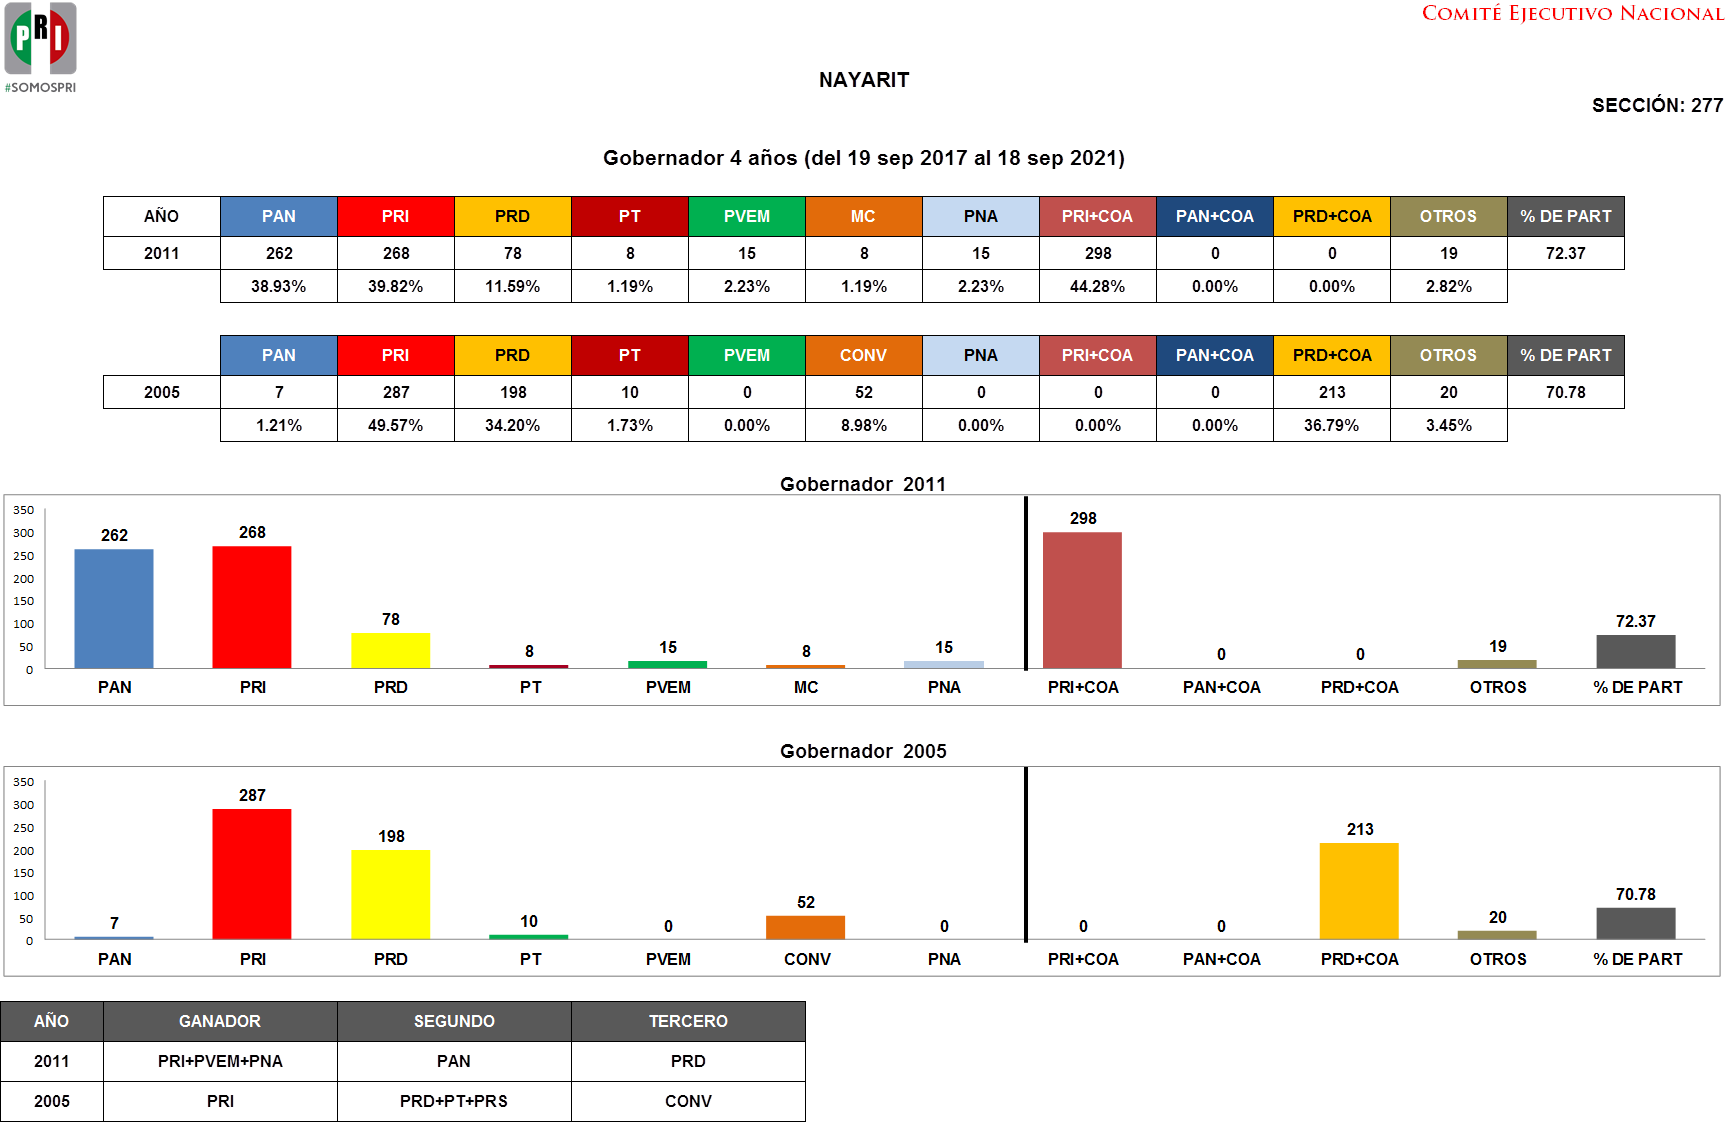 PRI
#SOMOSPRI
COMITÉ EJECUTIVO NACIONAL
NAYARIT
SECCIÓN: 277
Gobernador 4 años (del 19 sep 2017 al 18 sep 2021)
AÑO PAN PRI PRD PT PVEM MC PNA PRI+COA PAN+COA PRD+COA OTROS % DE PART
2011 262 268 78 8 15 8 15 298 0 0 19 72.37
38.93% 39.82% 11.59% 1.19% 2.23% 1.19% 2.23% 44.28% 0.00% 0.00% 2.82%
PAN PRI PRD PT PVEM CONV PNA PRI+COA PAN+COA PRD+COA OTROS % DE PART
2005 7 287 198 10 0 52 0 0 0 213 20 70.78
1.21% 49.57% 34.20% 1.73% 0.00% 8.98% 0.00% 0.00% 0.00% 36.79% 3.45%
Gobernador 2011
350
300
250
200
150
100
50
0
262 268 78 8 15 8 15 298 0 0 19 72.37
PAN PRI PRD PT PVEM MC PNA PRI+COA PAN+COA PRD+COA OTROS % DE PART
Gobernador 2005
350
300
250
200
150
100
50
0
7 287 198 10 0 52 0 0 0 213 20 70.78
PAN PRI PRD PT PVEM CONV PNA PRI+COA PAN+COA PRD+COA OTROS % DE PART
AÑO GANADOR SEGUNDO TERCERO
2011 PRI+PVEM+PNA PAN PRD
2005 PRI PRD+PT+PRS CONV